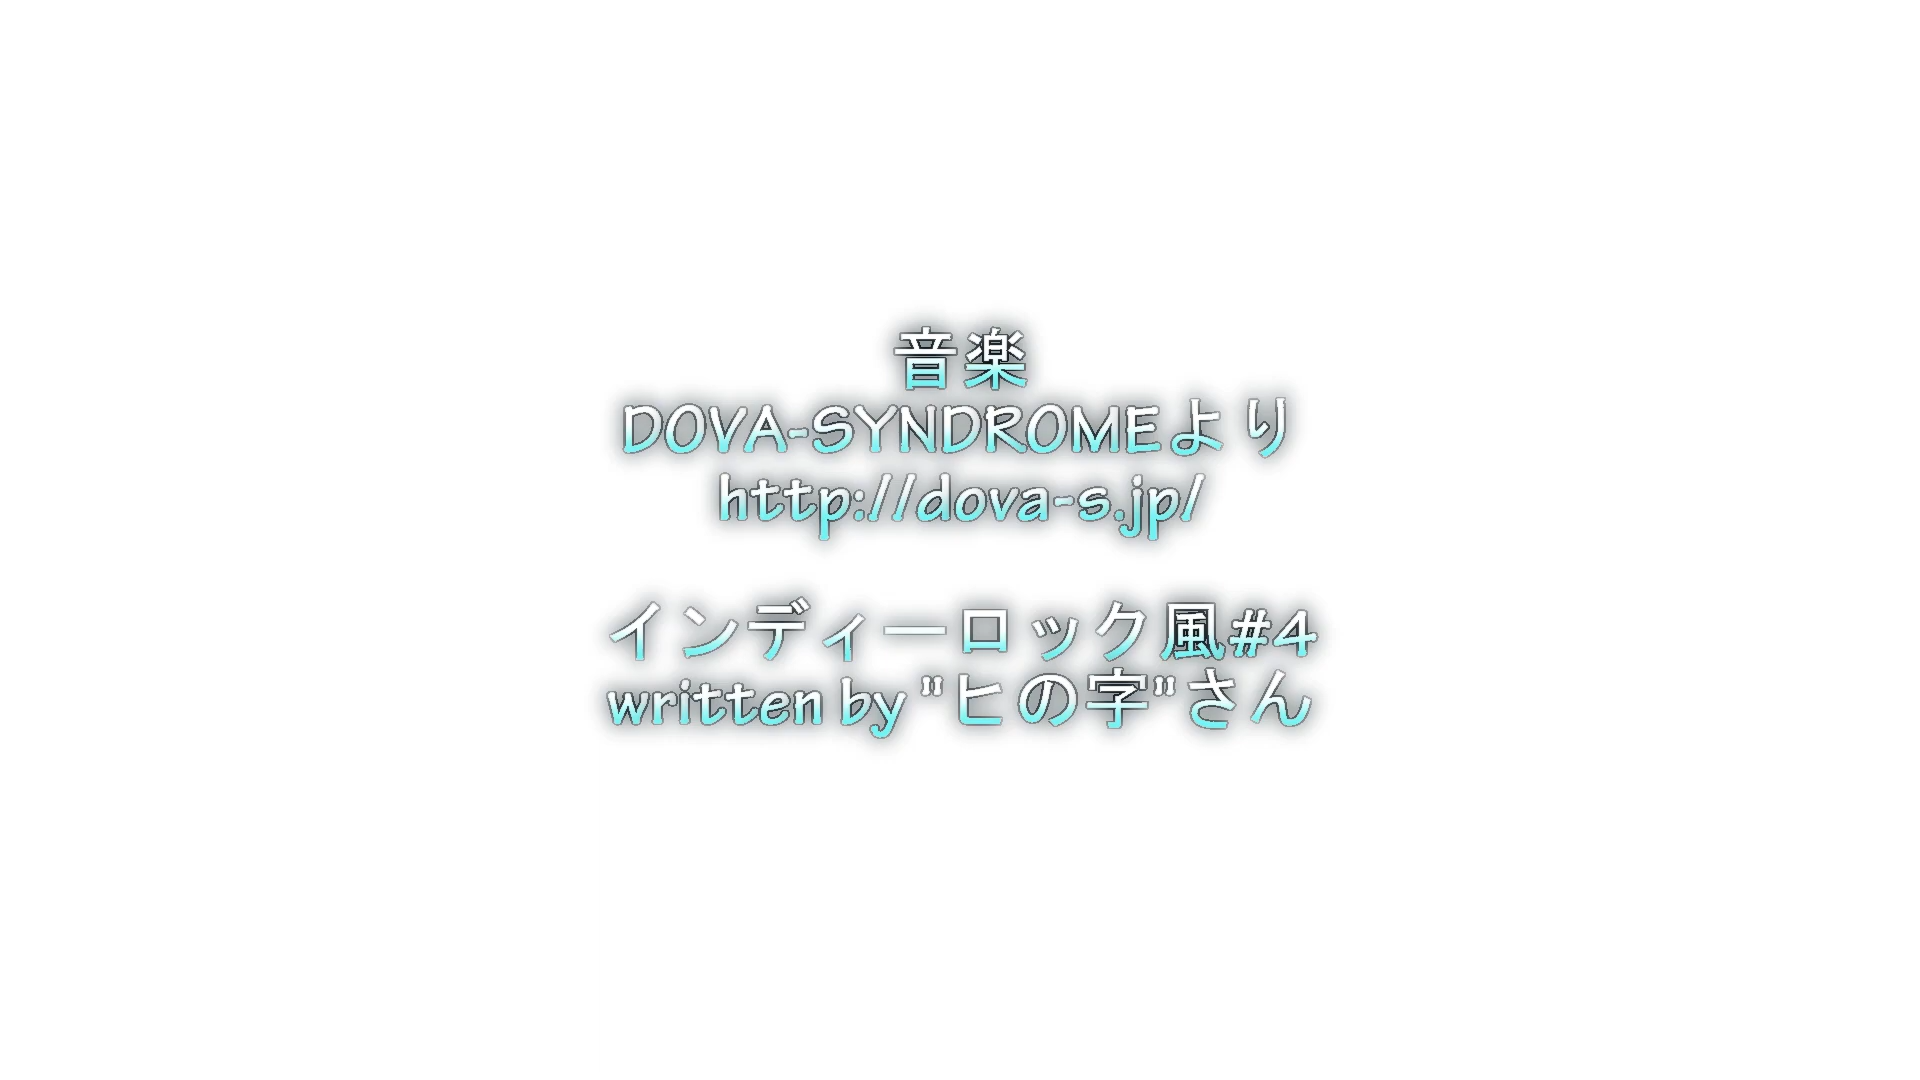 音楽
DOVA-SYNDROMEより
http://dova-s.jp/
インディーロック風#4
written by "ヒの字"さん